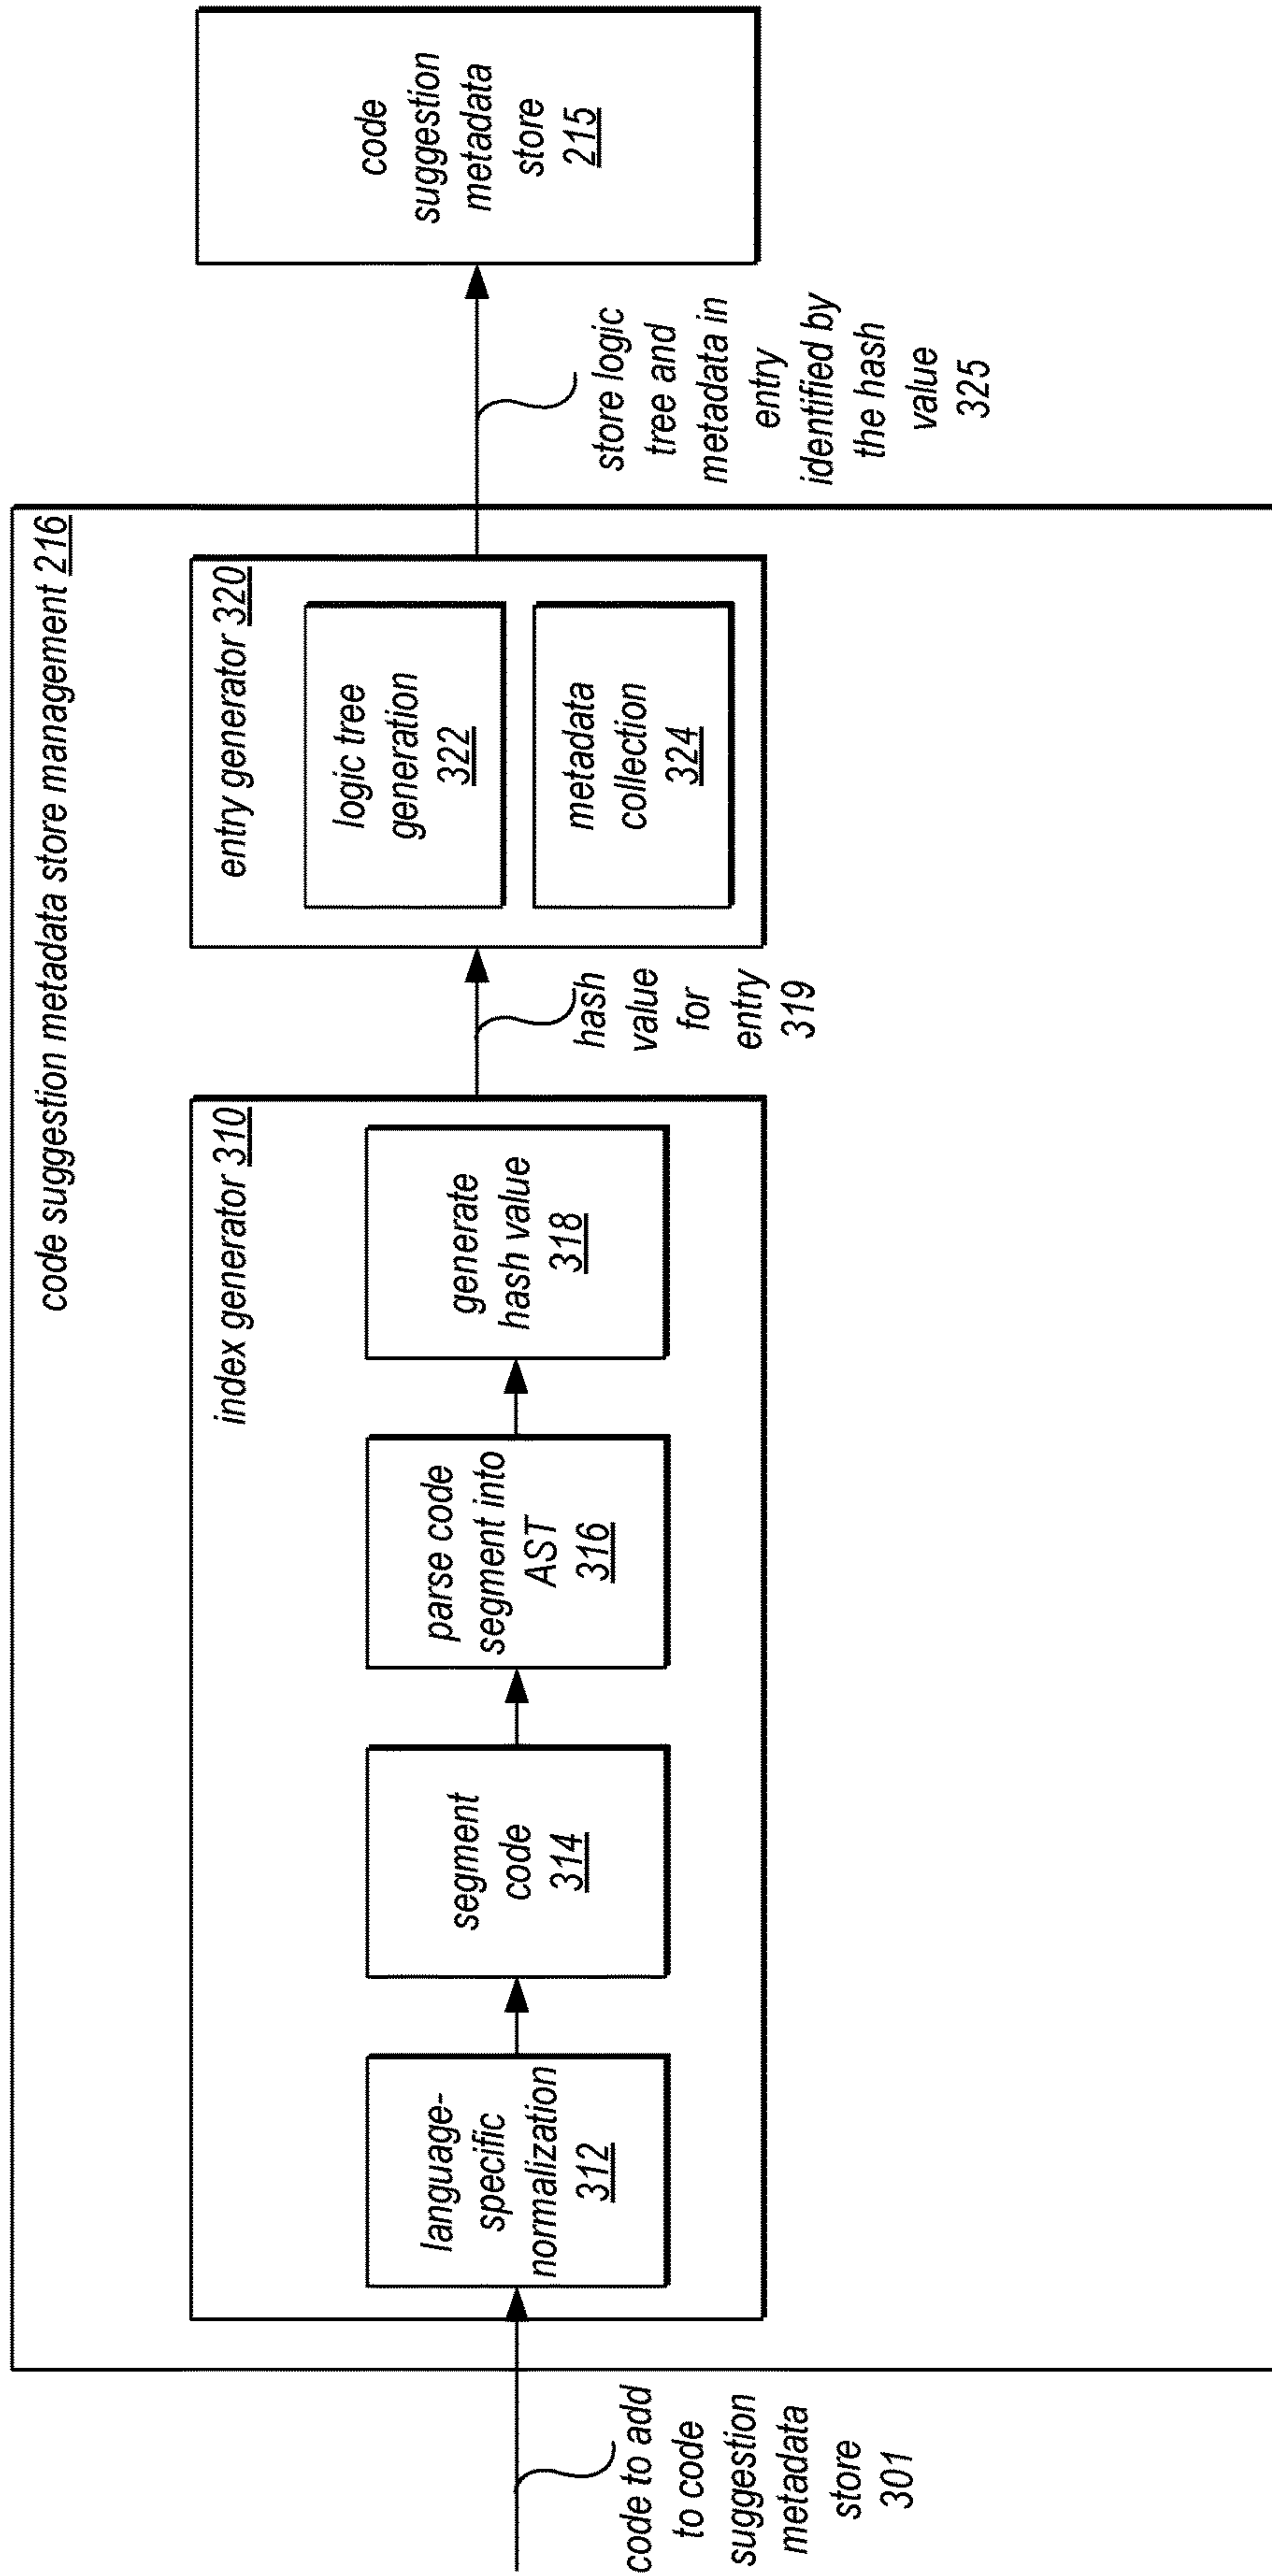 code suggestion metadata store management 216
index generator 310
language-
specific
normalization
312
segment
code
314
parse code
segment into
AST
316
generate
hash value
318
entry generator 320
logic tree
generation
322
metadata
collection
324
code
suggestion
metadata
store
215
code to add
to code
suggestion
metadata
store
301
hash
value
for
entry
319
store logic
tree and
metadata in
entry
identified by
the hash
value
325